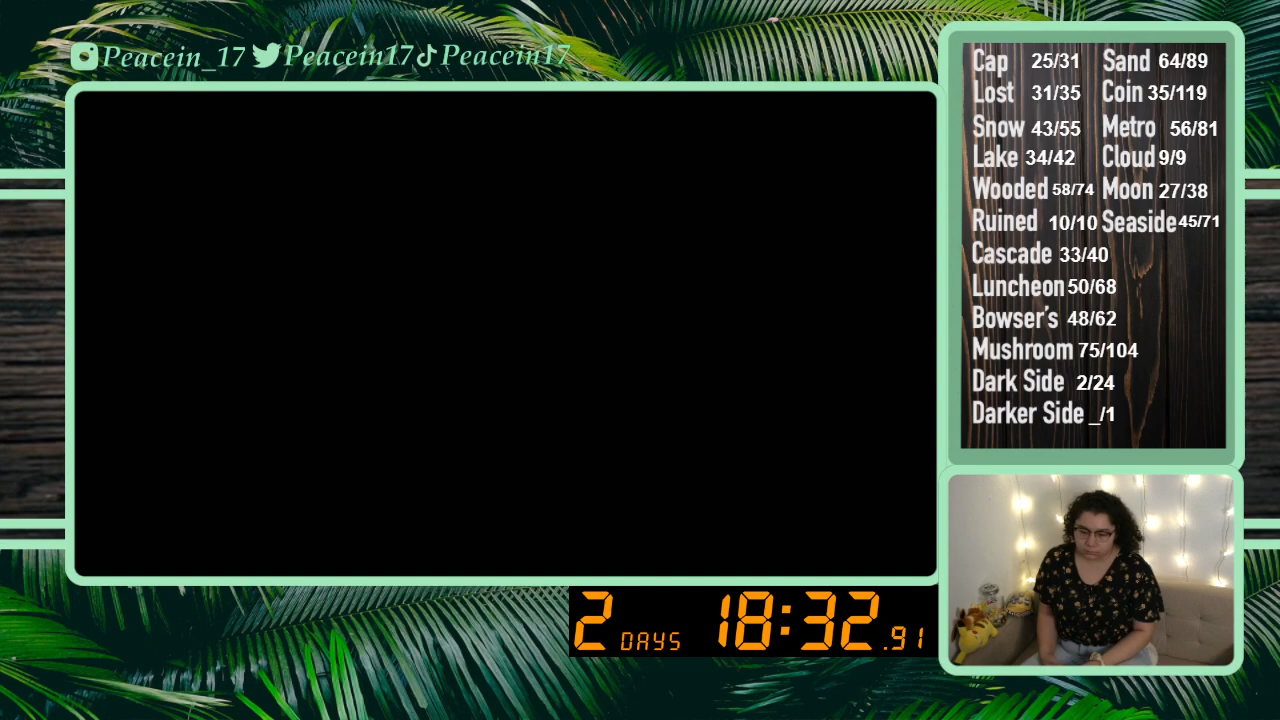 Peacein_17 Peacein17 Peacein17
Cap 25/31 Sand 64/89
Lost 31/35 Coin 35/119
Snow 43/55 Metro 56/81
Lake 34/42 Cloud 9/9
Wooded 58/74 Moon 27/38
Ruined 10/10 Seaside 45/71
Cascade 33/40
Luncheon 50/68
Bowser's 48/62
Mushroom 75/104
Dark Side 2/24
Darker Side _/1
2 DAYS 18:32.91